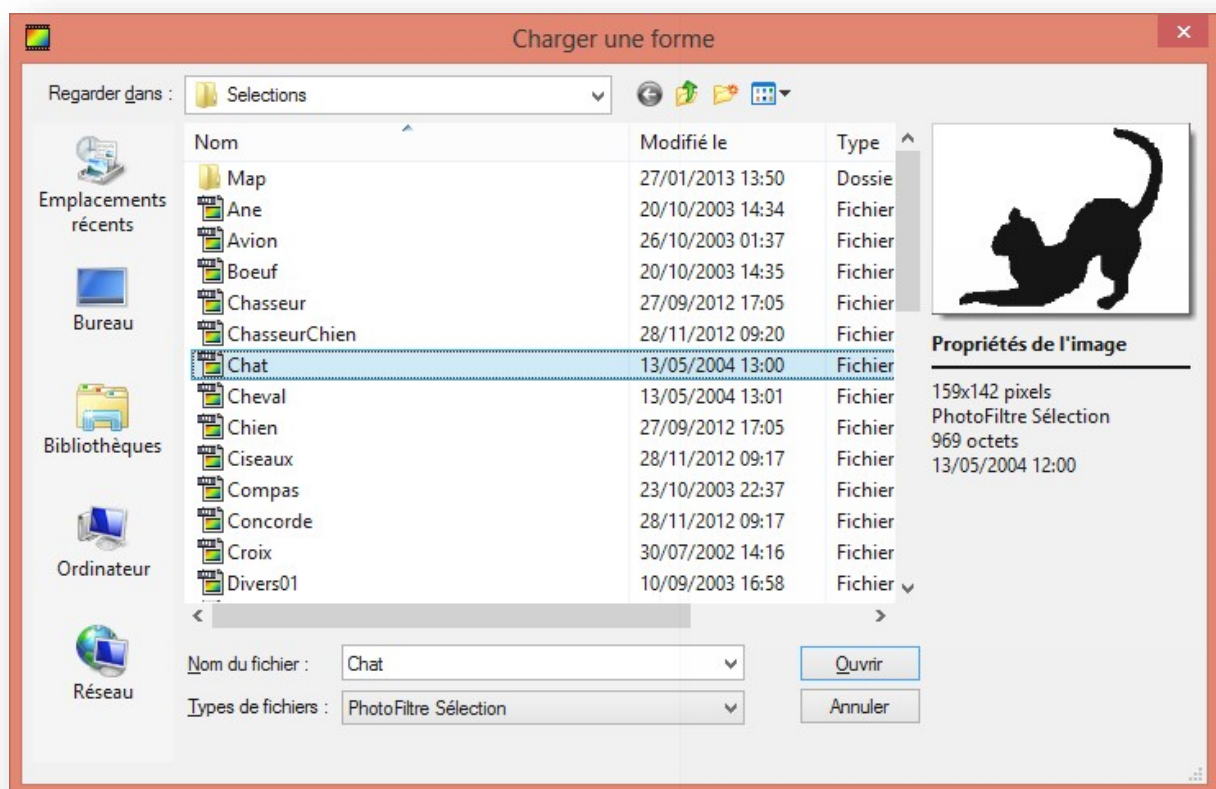 Charger une forme
Regarder dans : Selections
Nom Modifié le Type
Map 27/01/2013 13:50 Dossie
Ane 20/10/2003 14:34 Fichier
Avion 26/10/2003 01:37 Fichier
Boeuf 20/10/2003 14:35 Fichier
Chasseur 27/09/2012 17:05 Fichier
ChasseurChien 28/11/2012 09:20 Fichier
Chat 13/05/2004 13:00 Fichier
Cheval 13/05/2004 13:01 Fichier
Chien 27/09/2012 17:05 Fichier
Ciseaux 28/11/2012 09:17 Fichier
Compas 23/10/2003 22:37 Fichier
Concorde 28/11/2012 09:17 Fichier
Croix 30/07/2002 14:16 Fichier
Divers01 10/09/2003 16:58 Fichier
Emplacements
récents
Bureau
Bibliothèques
Ordinateur
Réseau
Propriétés de l'image
159x142 pixels
PhotoFiltre Sélection
969 octets
13/05/2004 12:00
Nom du fichier : Chat Ouvrir
Types de fichiers : PhotoFiltre Sélection Annuler